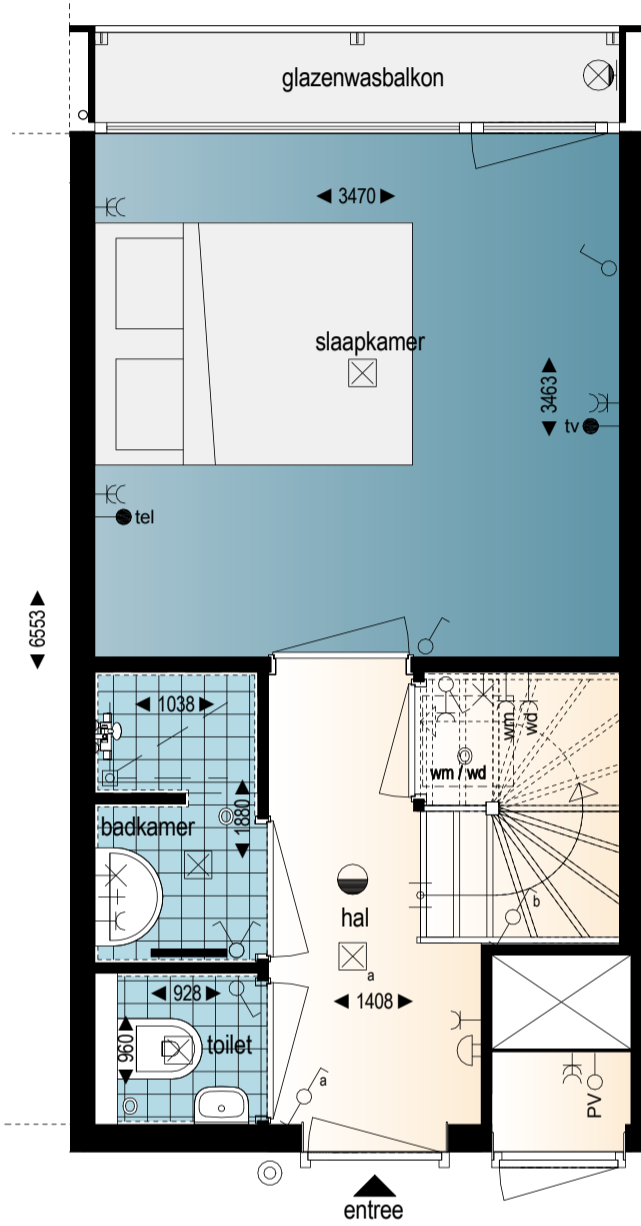 glazenwasbalkon
3470
slaapkamer
3463
tv
tel
6553
1038
wm
wd
wm / wd
badkamer
1880
b
hal
a
928
1408
960
toilet
a
PV
entree